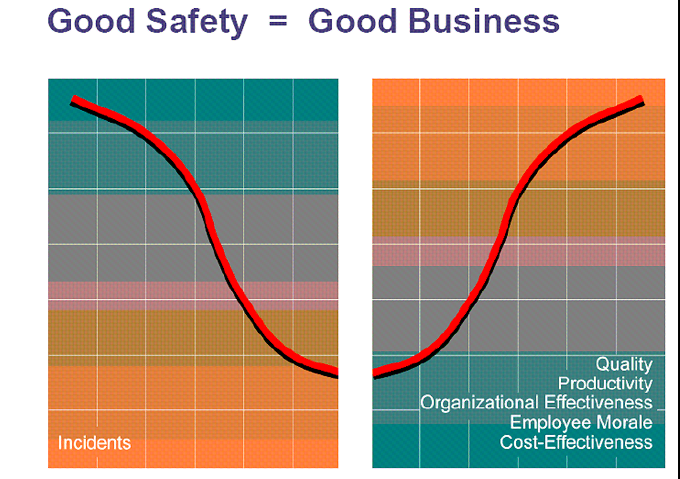 Good Safety = Good Business
Incidents
Quality
Productivity
Organizational Effectiveness
Employee Morale
Cost-Effectiveness